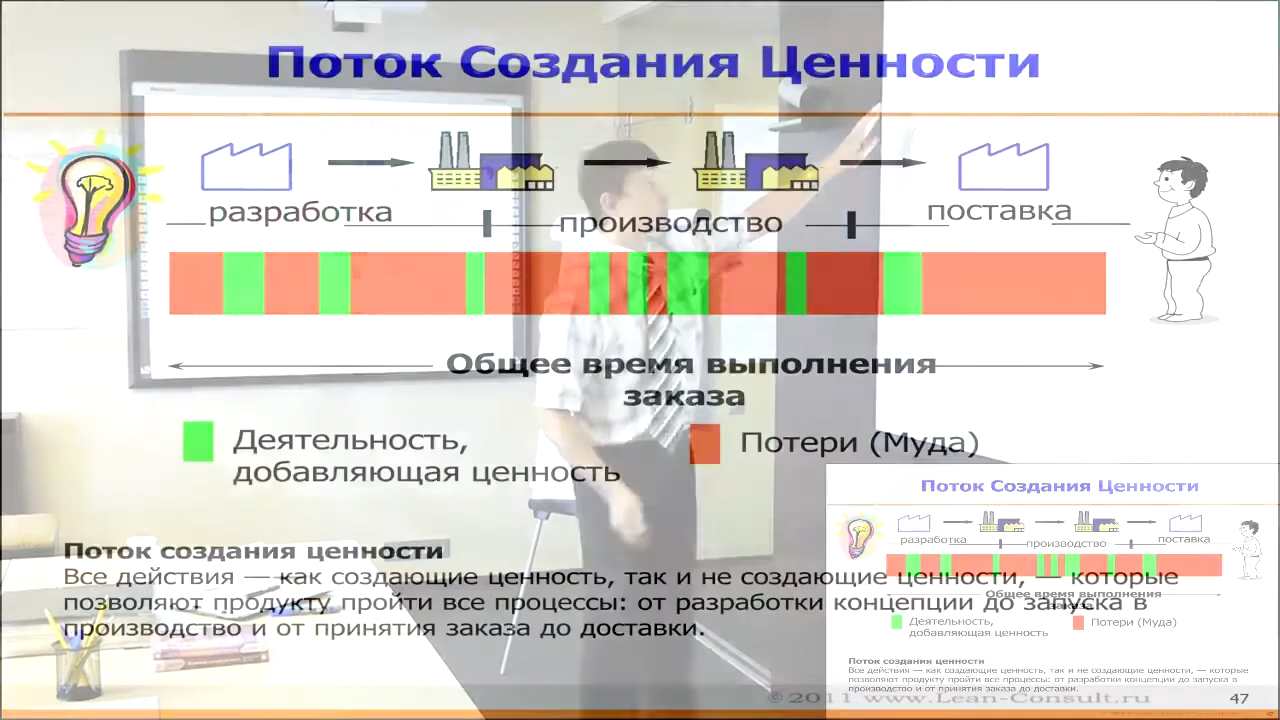 Поток Создания Ценности
разработка
производство
поставка
Общее время выполнения
заказа
Деятельность,
добавляющая ценность
Потери (Муда)
Поток создания ценности
Все действия — как создающие ценность, так и не создающие ценности, — которые
позволяют продукту пройти все процессы: от разработки концепции до запуска в
производство и от принятия заказа до доставки.
© 2011 www.Lean-Consult.ru
47
Поток Создания Ценности
разработка
производство
поставка
Общее время выполнения
заказа
Деятельность,
добавляющая ценность
Потери (Муда)
Поток создания ценности
Все действия — как создающие ценность, так и не создающие ценности, — которые
позволяют продукту пройти все процессы: от разработки концепции до запуска в
производство и от принятия заказа до доставки.